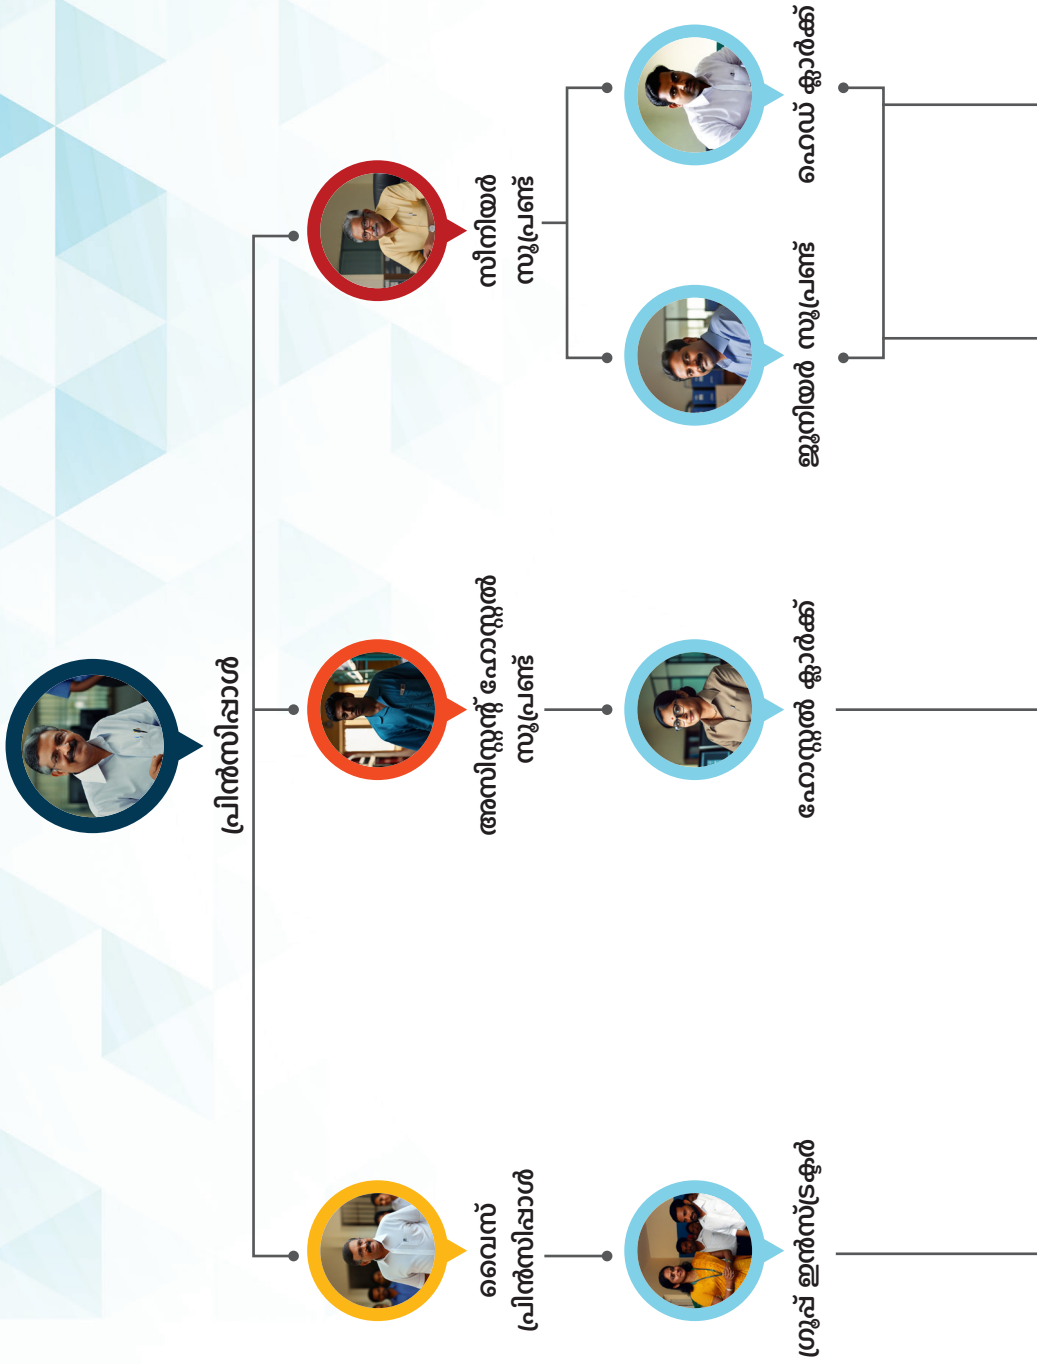 പ്രിൻസിപ്പാൾ
വൈസ്
പ്രിൻസിപ്പാൾ
അസിസ്റ്റന്റ് ഹോസ്റ്റൽ
സൂപ്രണ്ട്
സീനിയർ
സൂപ്രണ്ട്
ഗ്രൂപ്പ് ഇൻസ്ട്രക്ടർ
ഹോസ്റ്റൽ ക്ലാർക്ക്
ജൂനിയർ സൂപ്രണ്ട്
ഹെഡ് ക്ലാർക്ക്